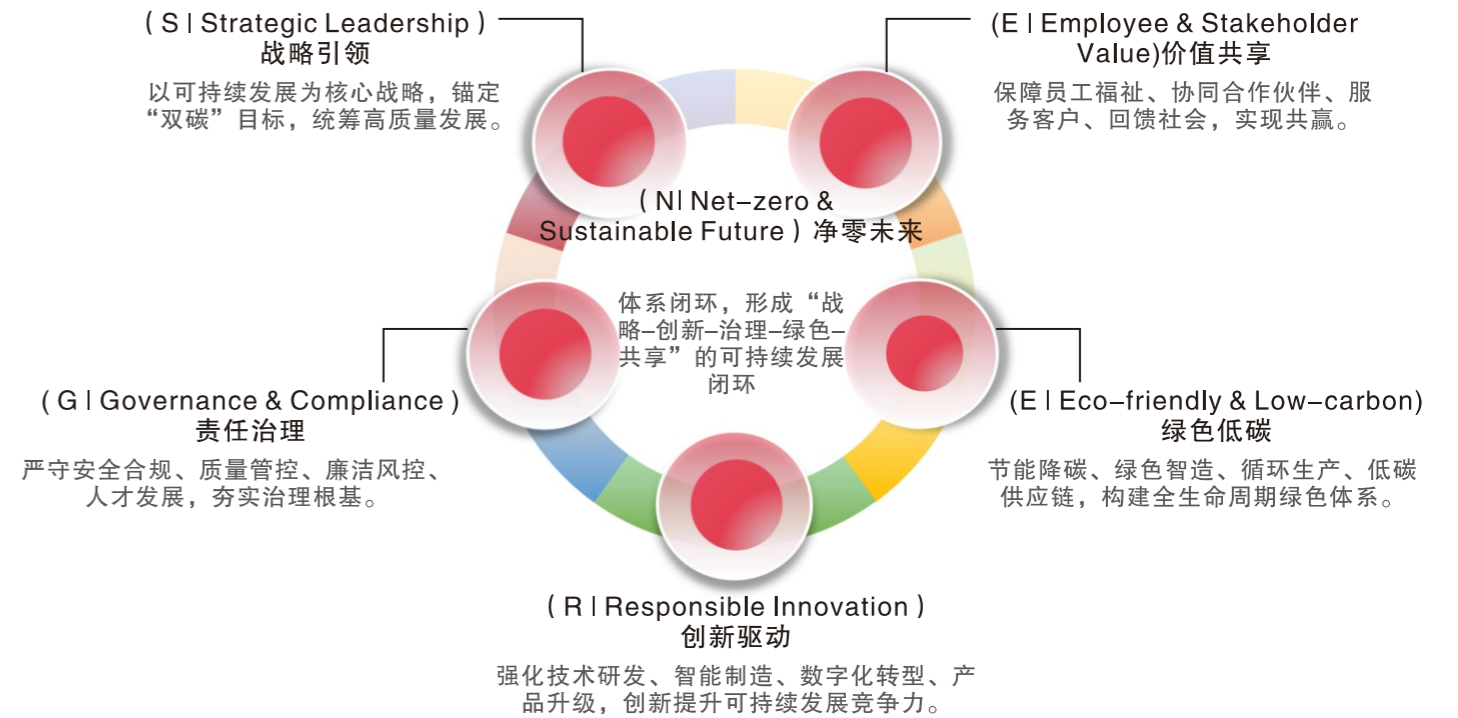 ( S | Strategic Leadership )
战略引领
以可持续发展为核心战略，锚定
“双碳”目标，统筹高质量发展。
(E | Employee & Stakeholder
Value)价值共享
保障员工福祉、协同合作伙伴、服
务客户、回馈社会，实现共赢。
( N| Net–zero &
Sustainable Future ) 净零未来
体系闭环，形成“战
略–创新–治理–绿色–
共享”的可持续发展
闭环
( G | Governance & Compliance )
责任治理
严守安全合规、质量管控、廉洁风控、
人才发展，夯实治理根基。
(E | Eco–friendly & Low–carbon)
绿色低碳
节能降碳、绿色智造、循环生产、低碳
供应链，构建全生命周期绿色体系。
( R | Responsible Innovation )
创新驱动
强化技术研发、智能制造、数字化转型、产
品升级，创新提升可持续发展竞争力。